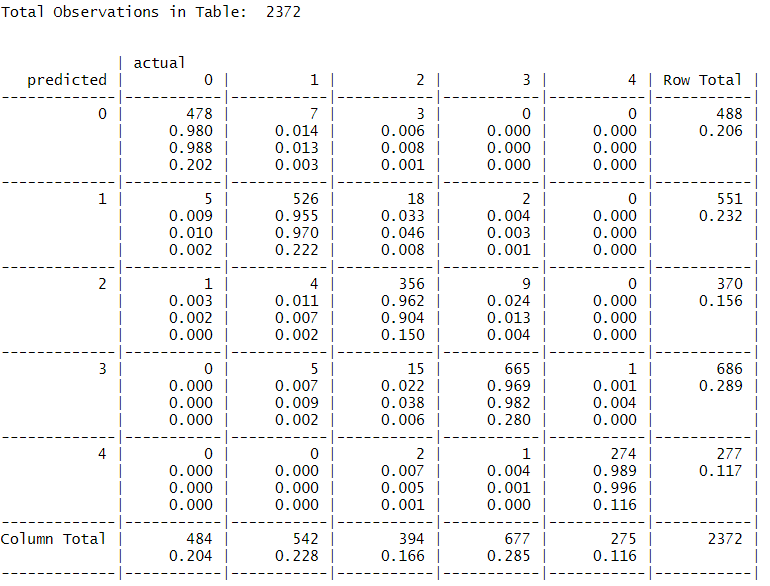 Total Observations in Table:  2372
             | actual
   predicted |         0 |         1 |         2 |         3 |         4 | Row Total |
-------------|-----------|-----------|-----------|-----------|-----------|-----------|
           0 |       478 |         7 |         3 |         0 |         0 |       488 |
             |     0.980 |     0.014 |     0.006 |     0.000 |     0.000 |     0.206 |
             |     0.988 |     0.013 |     0.008 |     0.000 |     0.000 |           |
             |     0.202 |     0.003 |     0.001 |     0.000 |     0.000 |           |
-------------|-----------|-----------|-----------|-----------|-----------|-----------|
           1 |         5 |       526 |        18 |         2 |         0 |       551 |
             |     0.009 |     0.955 |     0.033 |     0.004 |     0.000 |     0.232 |
             |     0.010 |     0.970 |     0.046 |     0.003 |     0.000 |           |
             |     0.002 |     0.222 |     0.008 |     0.001 |     0.000 |           |
-------------|-----------|-----------|-----------|-----------|-----------|-----------|
           2 |         1 |         4 |       356 |         9 |         0 |       370 |
             |     0.003 |     0.011 |     0.962 |     0.024 |     0.000 |     0.156 |
             |     0.002 |     0.007 |     0.904 |     0.013 |     0.000 |           |
             |     0.000 |     0.002 |     0.150 |     0.004 |     0.000 |           |
-------------|-----------|-----------|-----------|-----------|-----------|-----------|
           3 |         0 |         5 |        15 |       665 |         1 |       686 |
             |     0.000 |     0.007 |     0.022 |     0.969 |     0.001 |     0.289 |
             |     0.000 |     0.009 |     0.038 |     0.982 |     0.004 |           |
             |     0.000 |     0.002 |     0.006 |     0.280 |     0.000 |           |
-------------|-----------|-----------|-----------|-----------|-----------|-----------|
           4 |         0 |         0 |         2 |         1 |       274 |       277 |
             |     0.000 |     0.000 |     0.007 |     0.004 |     0.989 |     0.117 |
             |     0.000 |     0.000 |     0.005 |     0.001 |     0.996 |           |
             |     0.000 |     0.000 |     0.001 |     0.000 |     0.116 |           |
-------------|-----------|-----------|-----------|-----------|-----------|-----------|
Column Total |       484 |       542 |       394 |       677 |       275 |      2372 |
             |     0.204 |     0.228 |     0.166 |     0.285 |     0.116 |           |
-------------|-----------|-----------|-----------|-----------|-----------|-----------|